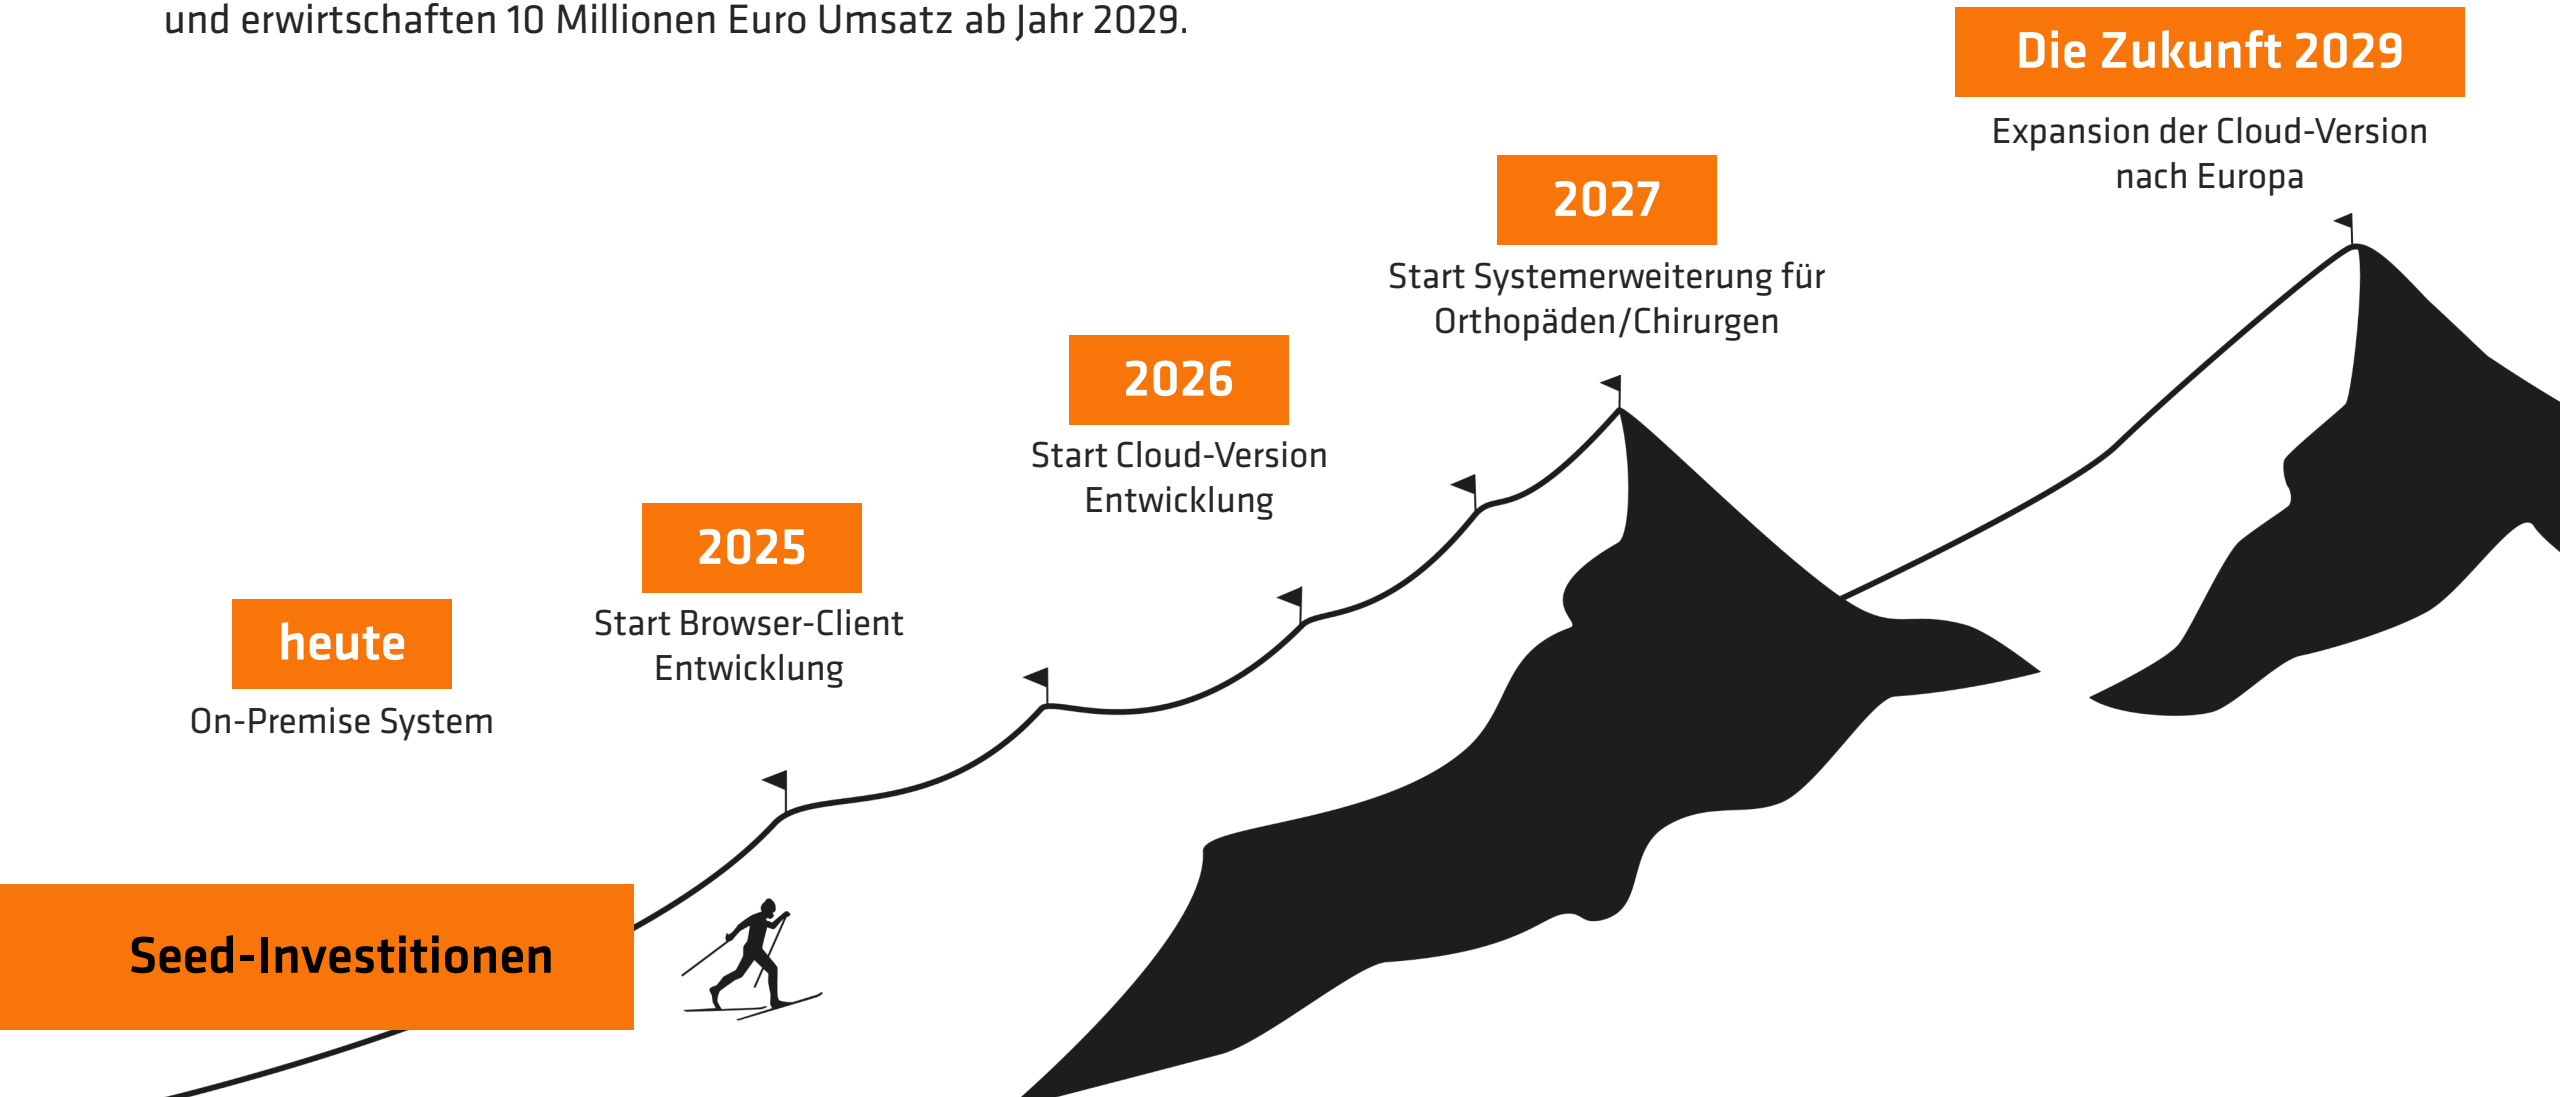 und erwirtschaften 10 Millionen Euro Umsatz ab Jahr 2029.
Die Zukunft 2029
Expansion der Cloud-Version
nach Europa
2027
Start Systemerweiterung für
Orthopäden/Chirurgen
2026
Start Cloud-Version
Entwicklung
2025
Start Browser-Client
Entwicklung
heute
On-Premise System
Seed-Investitionen